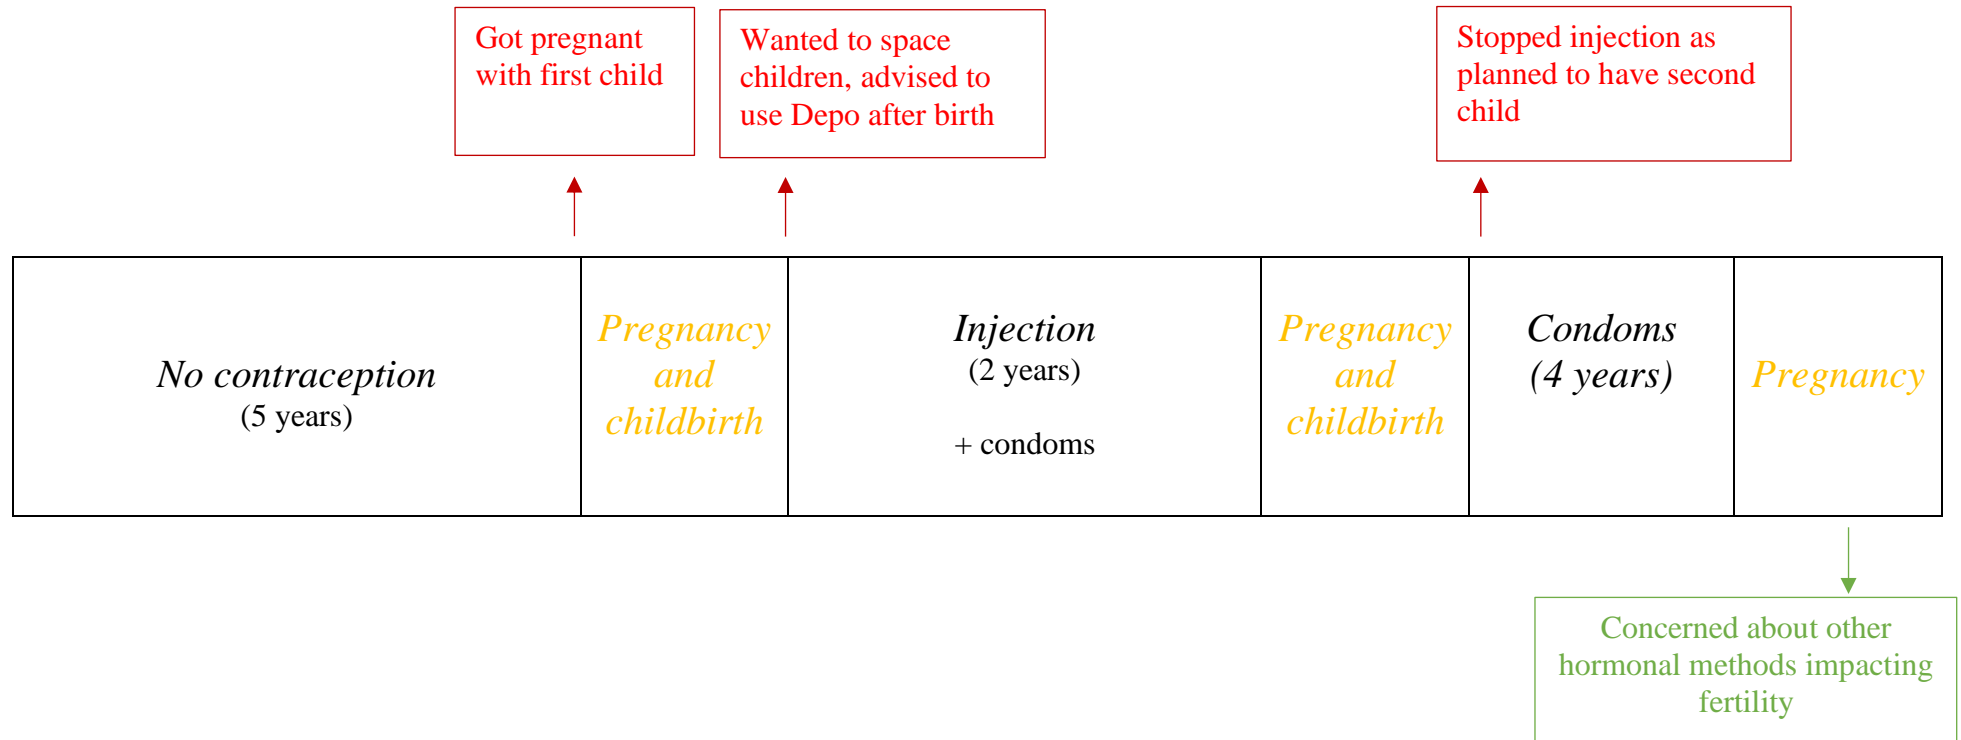 Got pregnant
with first child
Wanted to space
children, advised to
use Depo after birth
Stopped injection as
planned to have second
child
No contraception
(5 years)
Pregnancy
and
childbirth
Injection
(2 years)
+ condoms
Pregnancy
and
childbirth
Condoms
(4 years)
Pregnancy
Concerned about other
hormonal methods impacting
fertility